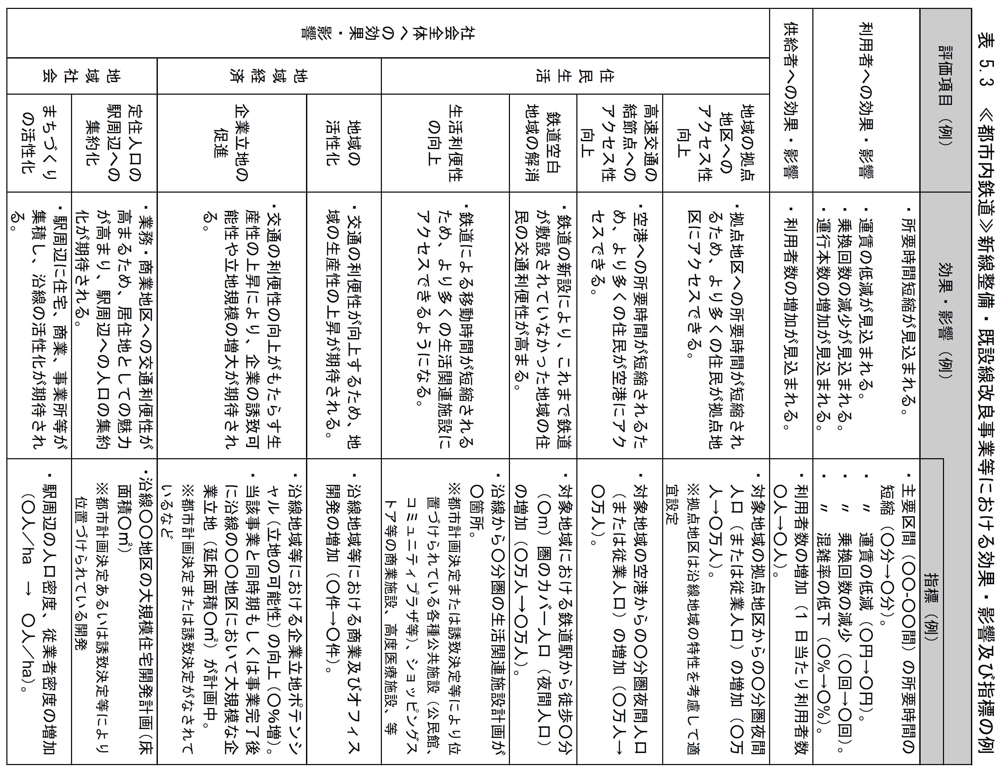 表 5.3 ≪都市内鉄道≫新線整備・既設線改良事業等における効果・影響及び指標の例
評価項目（例）
効果・影響（例）
指標（例）
利用者への効果・影響
・所要時間短縮が見込まれる。
・運賃の低減が見込まれる。
・乗換回数の減少が見込まれる。
・運行本数の増加が見込まれる。
・主要区間（〇〇-〇〇間）の所要時間の
短縮（〇分→〇分）。
・ 〃 運賃の低減（〇円→〇円）。
・ 〃 乗換回数の減少（〇回→〇回）。
・ 〃 混雑率の低下（〇%→〇%）。
供給者への効果・影響
・利用者数の増加が見込まれる。
・利用者数の増加（１日当たり利用者数
〇人→〇人）。
社会全体への効果・影響
住民生活
地域の拠点
地区への
アクセス性
向上
・拠点地区への所要時間が短縮され
るため、より多くの住民が拠点地
区にアクセスできる。
・対象地域の拠点地区からの〇分圏夜間
人口（または従業人口）の増加（〇万
人→〇万人）。
※拠点地区は沿線地域の特性を考慮して適
宜設定
高速交通の
結節点への
アクセス性
向上
・空港への所要時間が短縮されるた
め、より多くの住民が空港にアク
セスできる。
・対象地域の空港からの〇分圏夜間人口
（または従業人口）の増加（〇万人→
〇万人）。
鉄道空白
地域の解消
・鉄道の新設により、これまで鉄道
が敷設されていなかった地域の住
民の交通利便性が高まる。
・対象地域における鉄道駅から徒歩〇分
（〇m）圏のカバー人口（夜間人口）
の増加（〇万人→〇万人）。
生活利便性
の向上
・鉄道による移動時間が短縮される
ため、より多くの生活関連施設に
アクセスできるようになる。
・沿線から〇分圏の生活関連施設計画が
〇箇所。
※都市計画決定または誘致決定等により位
置づけられている各種公共施設（公民館、
コミュニティプラザ等）、ショッピングス
トア等の商業施設、高度医療施設、等
地域経済
地域の
活性化
・交通の利便性が向上するため、地
域の生産性の上昇が期待される。
・沿線地域等における商業及びオフィス
開発の増加（〇件→〇件）。
企業立地の
促進
・交通の利便性の向上がもたらす生
産性の上昇により、企業の誘致可
能性や立地規模の増大が期待され
る。
・沿線地域等における企業立地ポテンシ
ャル（立地の可能性）の向上（〇%増）。
・当該事業と同時期もしくは事業完了後
に沿線の〇〇地区において大規模な企
業立地（延床面積〇㎡）が計画中。
※都市計画決定または誘致決定がなされて
いるなど
地域社会
定住人口の
駅周辺への
集約化
・業務・商業地区への交通利便性が
高まるため、居住地としての魅力
が高まり、駅周辺への人口の集約
化が期待される。
・沿線〇〇地区の大規模住宅開発計画（床
面積〇㎡）
※都市計画決定あるいは誘致決定等により
位置づけられている開発
まちづくり
の活性化
・駅周辺に住宅、商業、事業所等が
集積し、沿線の活性化が期待され
る。
・駅周辺の人口密度、従業者密度の増加
（〇人／ha → 〇人／ha）。